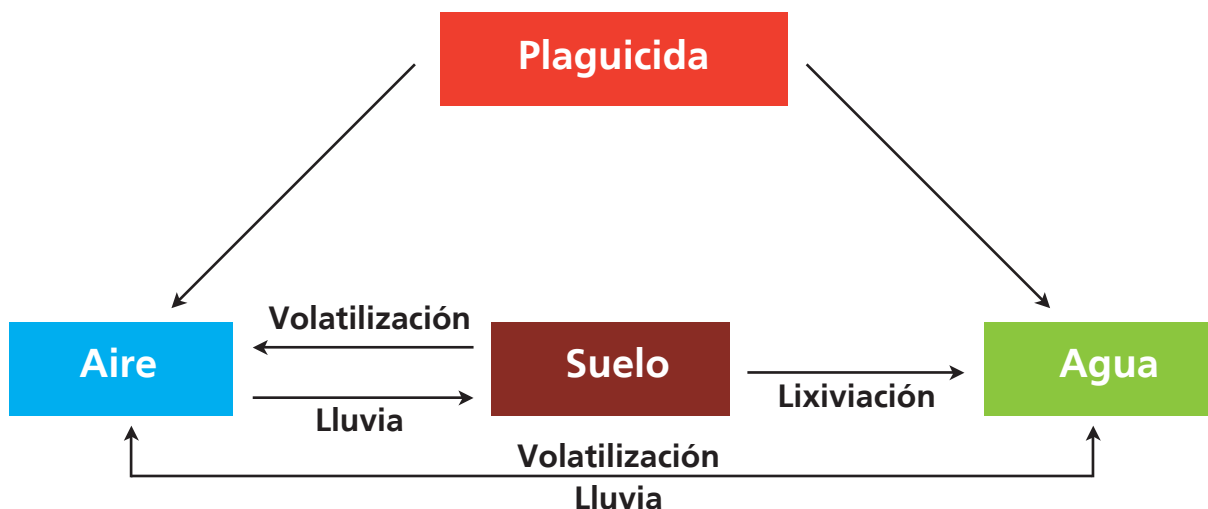 Plaguicida
Volatilización
Aire
Suelo
Agua
Lluvia
Lixiviación
Volatilización
Lluvia